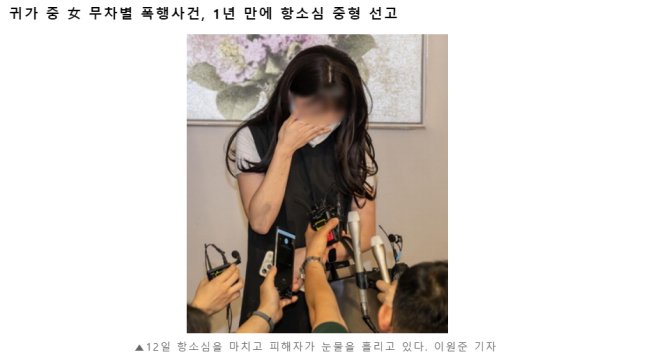 귀가 중 女 무차별 폭행사건, 1년 만에 항소심 중형 선고
▲12일 항소심을 마치고 피해자가 눈물을 흘리고 있다. 이원준 기자